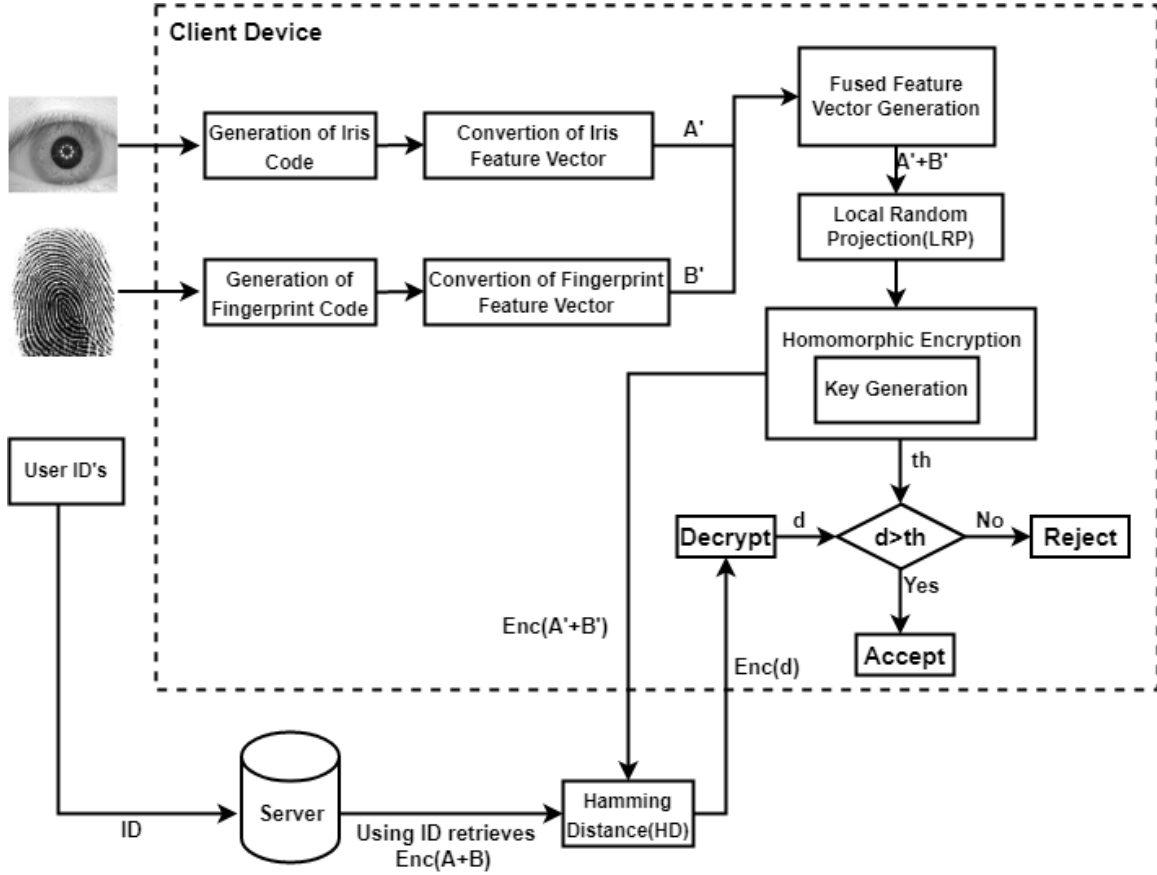 Client Device
Fused Feature
Vector Generation
Generation of Iris
Code
Convertion of Iris
Feature Vector
A'
A'+B'
Local Random
Projection(LRP)
Generation of
Fingerprint Code
Convertion of Fingerprint
Feature Vector
B'
Homomorphic Encryption
Key Generation
User ID's
th
Decrypt
d
d>th
No
Reject
Yes
Accept
Enc(A'+B')
Enc(d)
Server
ID
Using ID retrieves
Enc(A+B)
Hamming
Distance(HD)